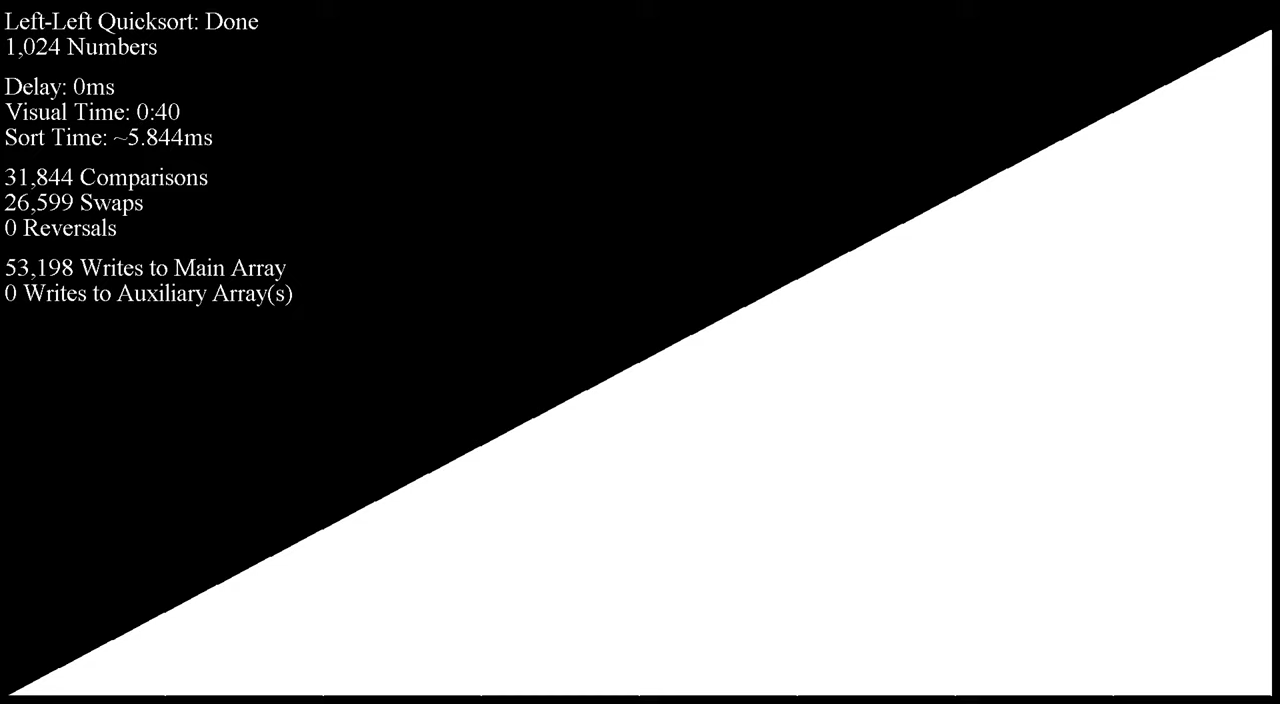 Left-Left Quicksort: Done
1,024 Numbers
Delay: 0ms
Visual Time: 0:40
Sort Time: ~5.844ms
31,844 Comparisons
26,599 Swaps
0 Reversals
53,198 Writes to Main Array
0 Writes to Auxiliary Array(s)